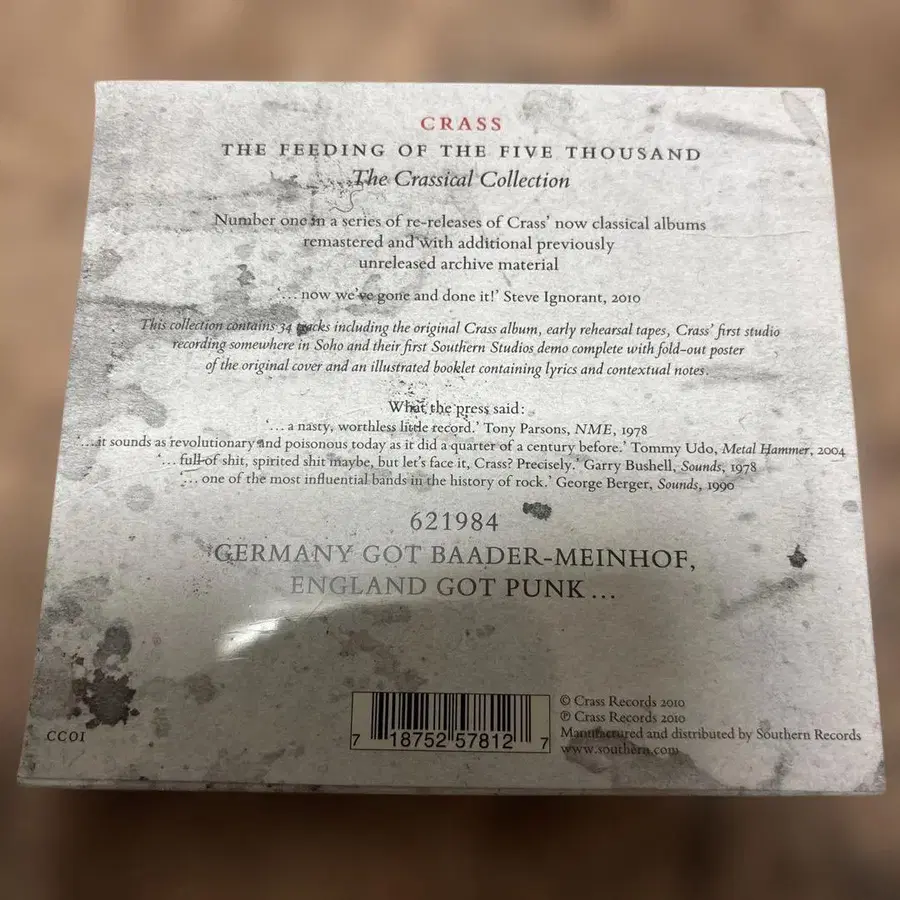 CRASS
THE FEEDING OF THE FIVE THOUSAND
The Crassical Collection
Number one in a series of re-releases of Crass' now classical albums
remastered and with additional previously
unreleased archive material
'... now we've gone and done it!' Steve Ignorant, 2010
This collection contains 34 tracks including the original Crass album, early rehearsal tapes, Crass' first studio
recording somewhere in Soho and their first Southern Studios demo complete with fold-out poster
of the original cover and an illustrated booklet containing lyrics and contextual notes.
What the press said:
'... a nasty, worthless little record.' Tony Parsons, NME, 1978
'...it sounds as revolutionary and poisonous today as it did a quarter of a century before.' Tommy Udo, Metal Hammer, 2004
'... full of shit, spirited shit maybe, but let's face it, Crass? Precisely.' Garry Bushell, Sounds, 1978
'... one of the most influential bands in the history of rock.' George Berger, Sounds, 1990
621984
GERMANY GOT BAADER-MEINHOF,
ENGLAND GOT PUNK...
CC01
7 18752 57812 7
© Crass Records 2010
℗ Crass Records 2010
Manufactured and distributed by Southern Records
www.southern.com